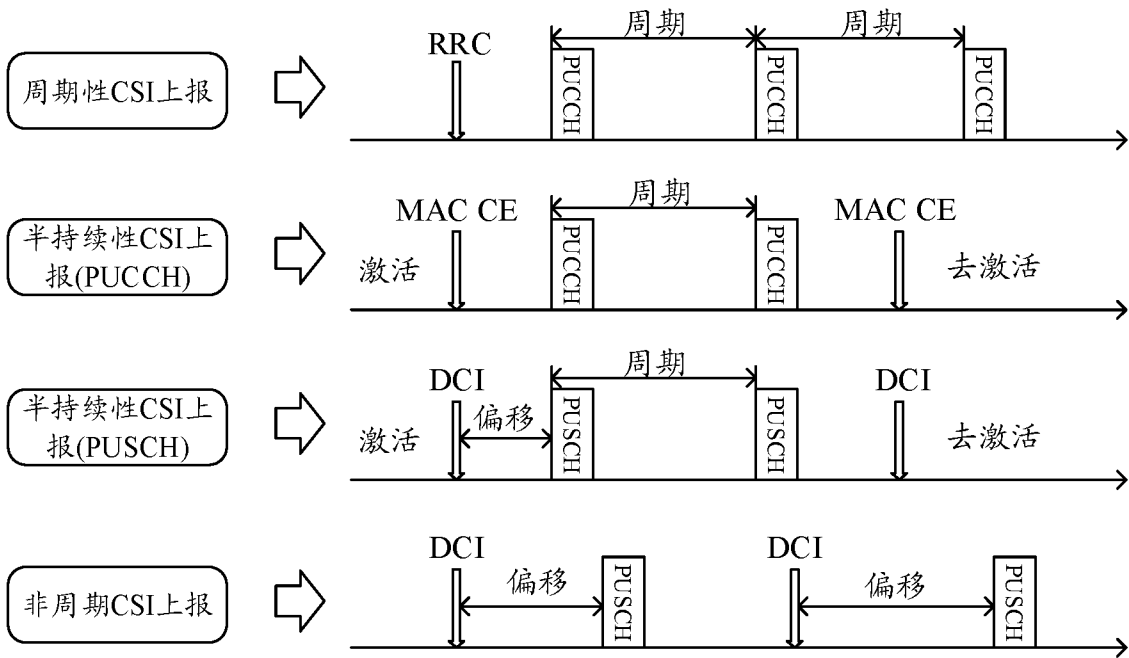 周期 周期
RRC
周期性CSI上报
PUCCH PUCCH PUCCH
周期
MAC CE MAC CE
半持续性CSI上
报(PUCCH)
激活 PUCCH PUCCH 去激活
周期
DCI DCI
半持续性CSI上
报(PUSCH)
激活 偏移 PUSCH PUSCH 去激活
DCI DCI
非周期CSI上报
偏移 PUSCH 偏移 PUSCH